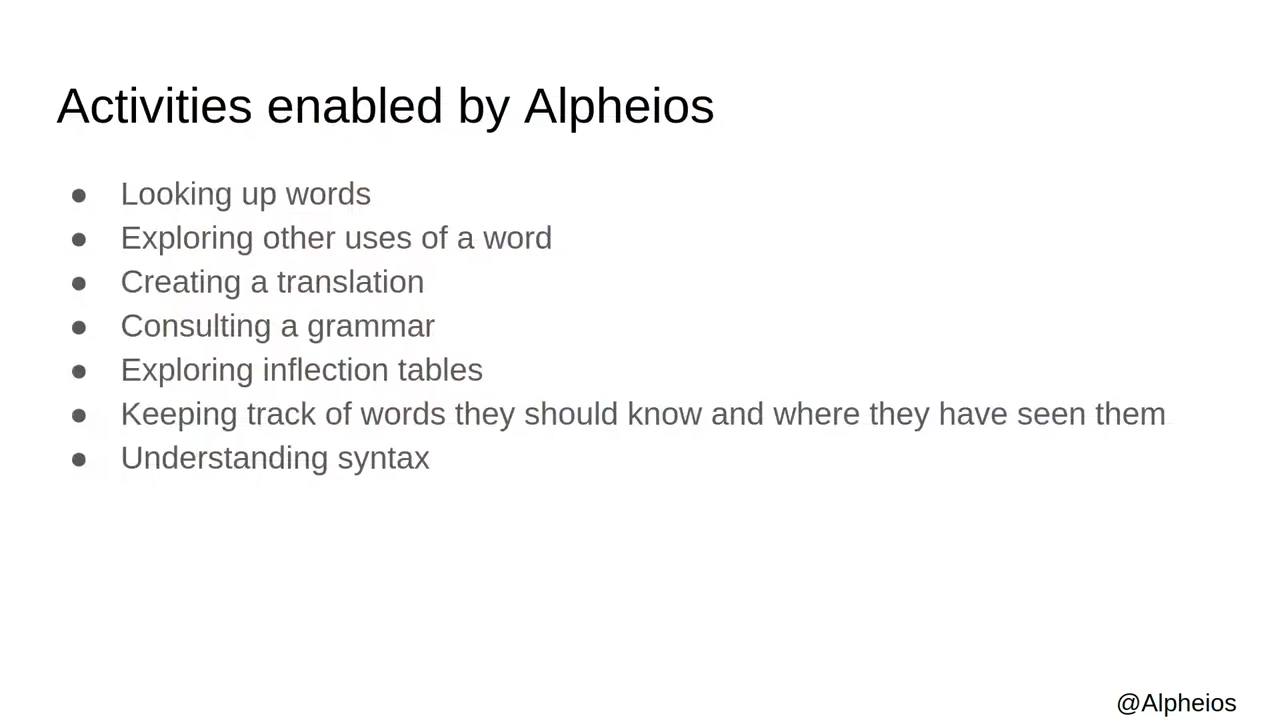 Activities enabled by Alpheios
● Looking up words
● Exploring other uses of a word
● Creating a translation
● Consulting a grammar
● Exploring inflection tables
● Keeping track of words they should know and where they have seen them
● Understanding syntax
@Alpheios